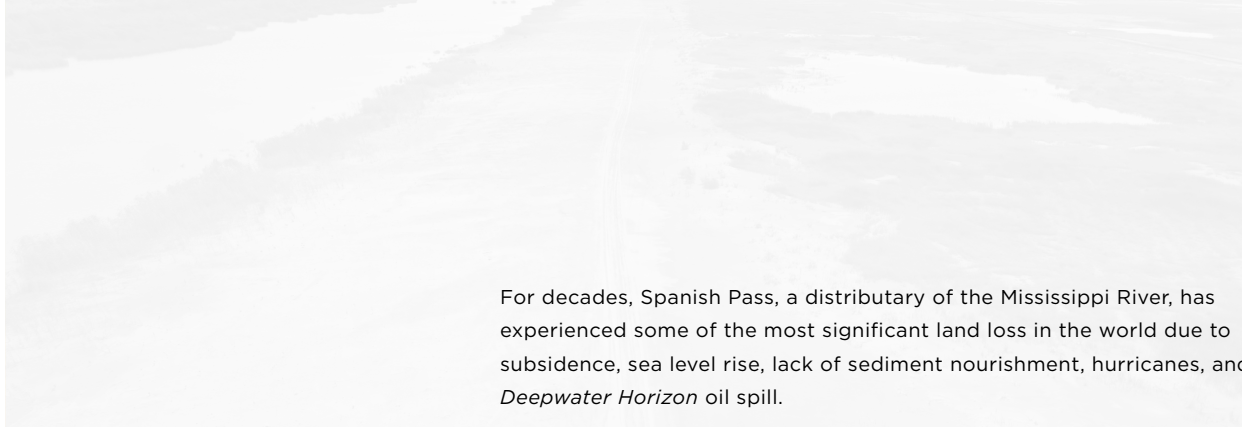 For decades, Spanish Pass, a distributary of the Mississippi River, has
experienced some of the most significant land loss in the world due to
subsidence, sea level rise, lack of sediment nourishment, hurricanes, and
Deepwater Horizon oil spill.